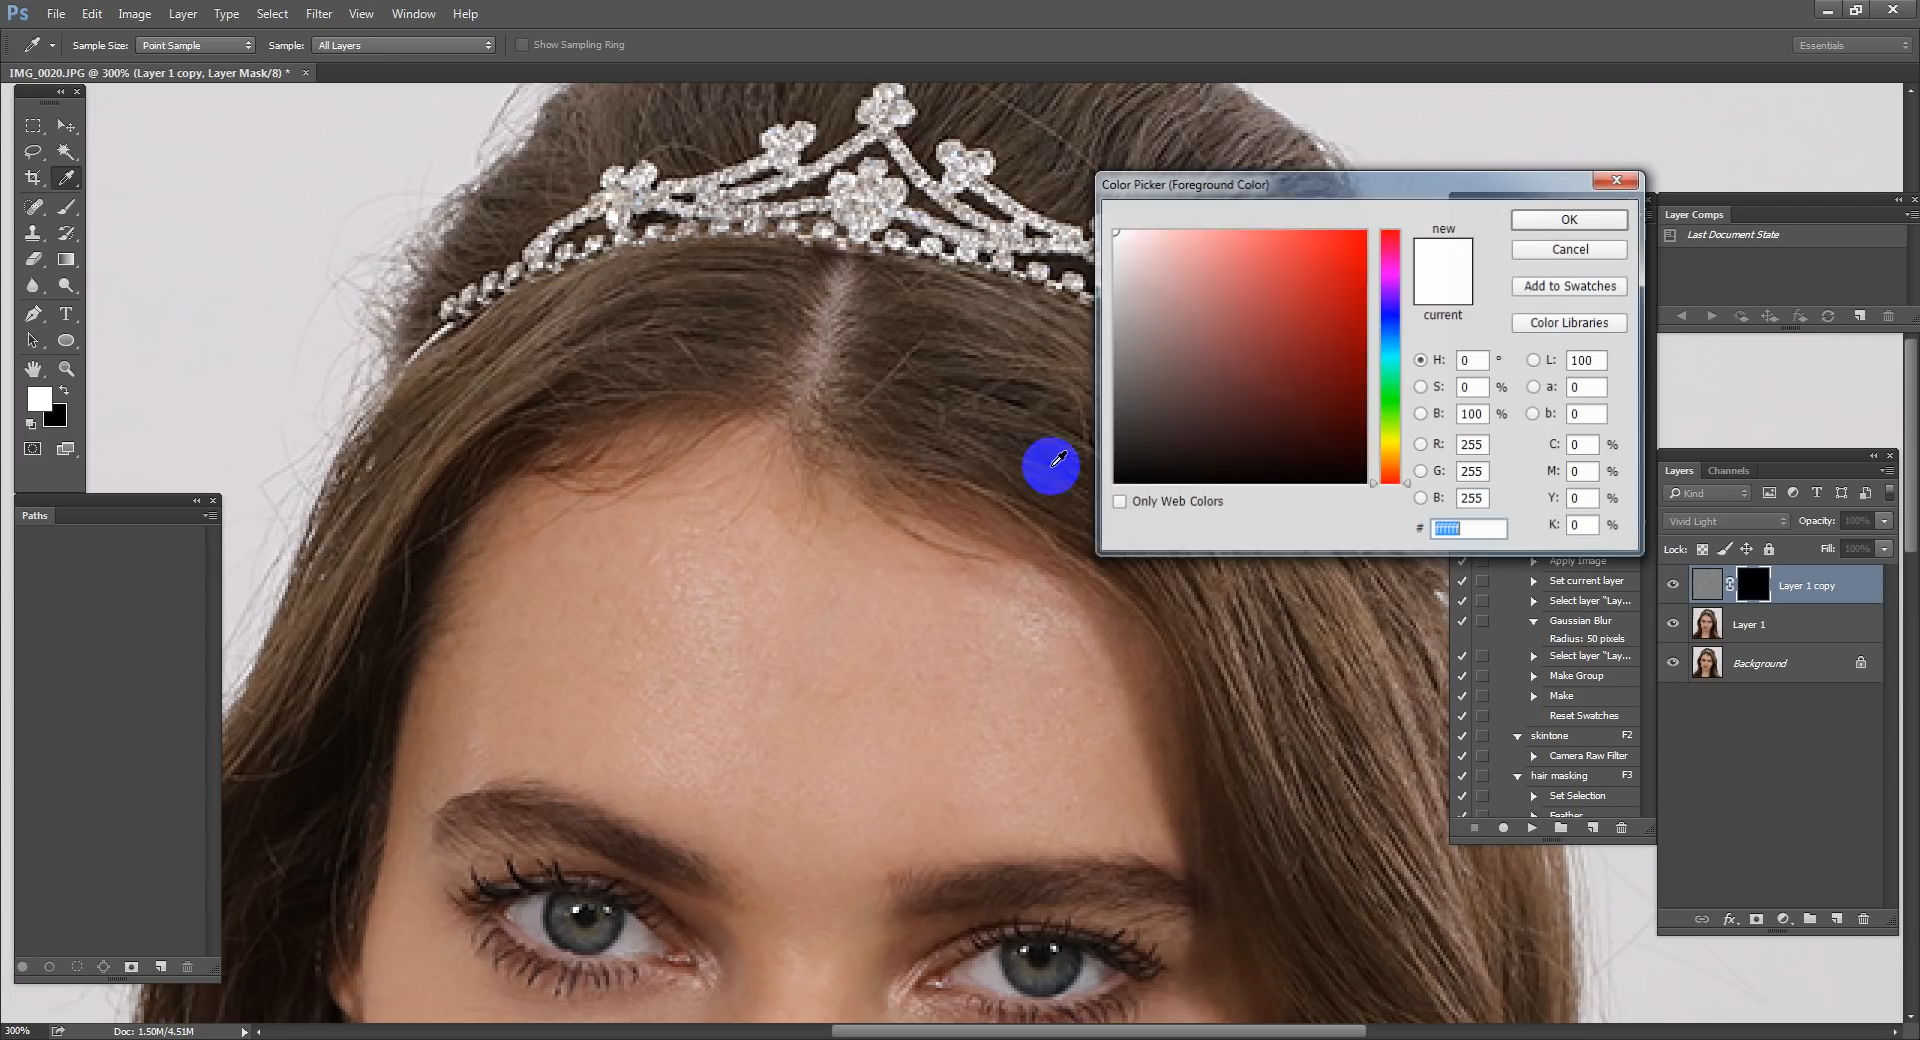 Ps File Edit Image Layer Type Select Filter View Window Help
Sample Size: Point Sample Sample: All Layers Show Sampling Ring Essentials
IMG_0020.JPG @ 300% (Layer 1 copy, Layer Mask/8) * ×
Color Picker (Foreground Color)
new
current
OK
Cancel
Add to Swatches
Color Libraries
H: 0 ° L: 100
S: 0 % a: 0
B: 100 % b: 0
R: 255 C: 0 %
G: 255 M: 0 %
B: 255 Y: 0 %
# ffffff K: 0 %
Only Web Colors
Layer Comps
Last Document State
Paths
Apply Image
Set current layer
Select layer "Lay...
Gaussian Blur
Radius: 50 pixels
Select layer "Lay...
Make Group
Make
Reset Swatches
skintone F2
Camera Raw Filter
hair masking F3
Set Selection
Feather
Layers Channels
Kind
Vivid Light Opacity: 100%
Lock: Fill: 100%
Layer 1 copy
Layer 1
Background
fx
300% Doc: 1.50M/4.51M